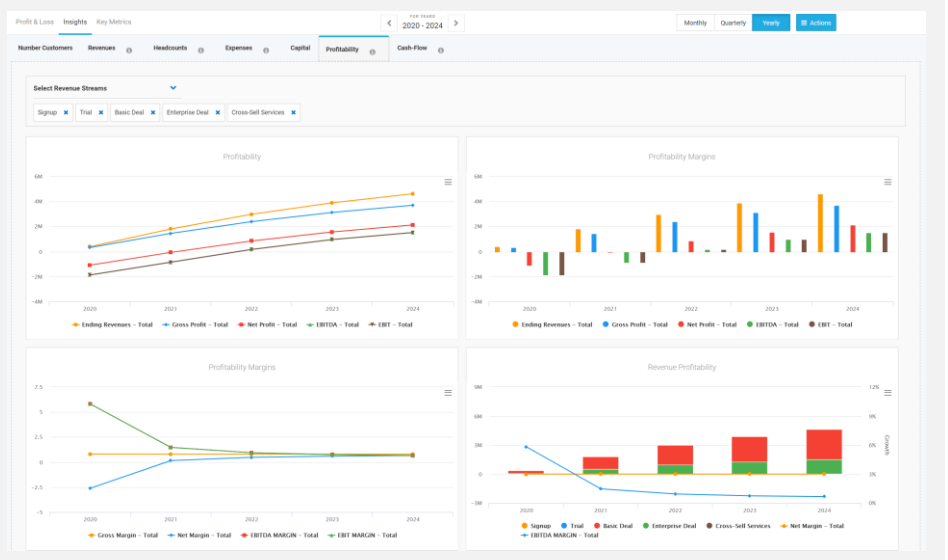 Profit & Loss Insights Key Metrics
FOR YEARS
2020 - 2024
Monthly Quarterly Yearly Actions
Number Customers Revenues Headcounts Expenses Capital Profitability Cash-Flow
Select Revenue Streams
Signup Trial Basic Deal Enterprise Deal Cross-Sell Services
Profitability
6M
4M
2M
0
-2M
-4M
2020 2021 2022 2023 2024
Ending Revenues - Total Gross Profit - Total Net Profit - Total EBITDA - Total EBIT - Total
Profitability Margins
6M
4M
2M
0
-2M
-4M
2020 2021 2022 2023 2024
Ending Revenues - Total Gross Profit - Total Net Profit - Total EBITDA - Total EBIT - Total
Profitability Margins
7.5
5
2.5
0
-2.5
-5
2020 2021 2022 2023 2024
Gross Margin - Total Net Margin - Total EBITDA MARGIN - Total EBIT MARGIN - Total
Revenue Profitability
9M 12%
6M 9%
3M 6%
0 3%
-3M 0%
Growth
2020 2021 2022 2023 2024
Signup Trial Basic Deal Enterprise Deal Cross-Sell Services Net Margin - Total
EBITDA MARGIN - Total